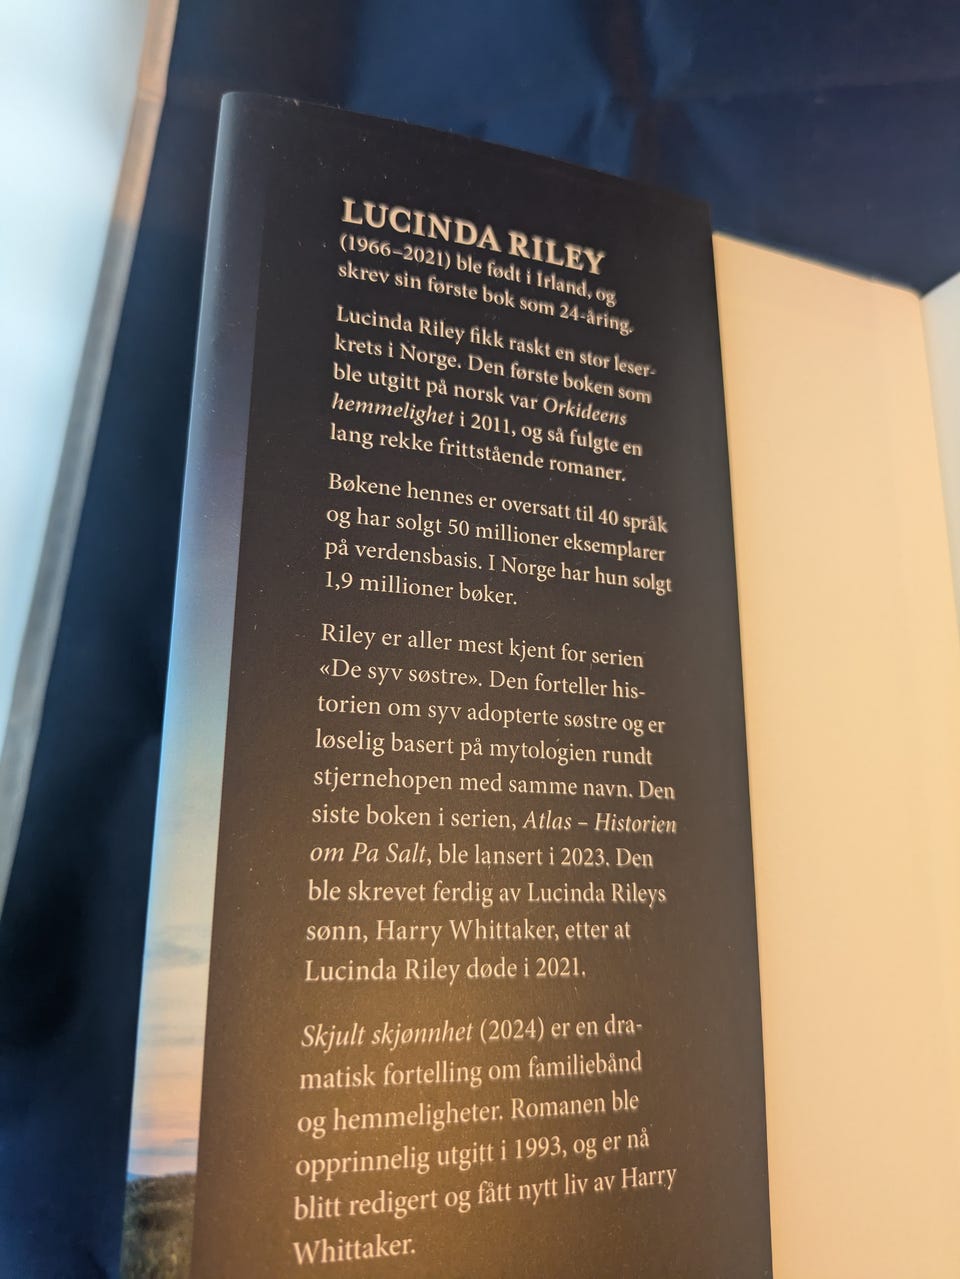 LUCINDA RILEY
(1966–2021) ble født i Irland, og
skrev sin første bok som 24-åring.
Lucinda Riley fikk raskt en stor leser-
krets i Norge. Den første boken som
ble utgitt på norsk var Orkideens
hemmelighet i 2011, og så fulgte en
lang rekke frittstående romaner.
Bøkene hennes er oversatt til 40 språk
og har solgt 50 millioner eksemplarer
på verdensbasis. I Norge har hun solgt
1,9 millioner bøker.
Riley er aller mest kjent for serien
«De syv søstre». Den forteller his-
torien om syv adopterte søstre og er
løselig basert på mytologien rundt
stjernehopen med samme navn. Den
siste boken i serien, Atlas – Historien
om Pa Salt, ble lansert i 2023. Den
ble skrevet ferdig av Lucinda Rileys
sønn, Harry Whittaker, etter at
Lucinda Riley døde i 2021.
Skjult skjønnhet (2024) er en dra-
matisk fortelling om familiebånd
og hemmeligheter. Romanen ble
opprinnelig utgitt i 1993, og er nå
blitt redigert og fått nytt liv av Harry
Whittaker.